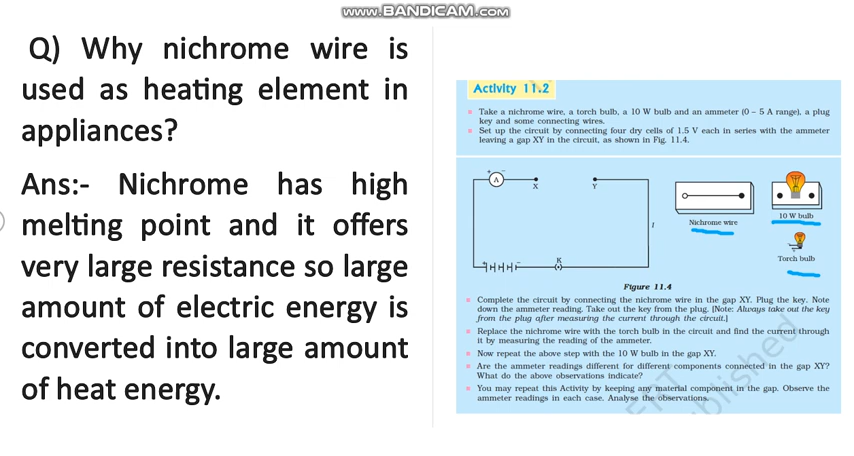 www.BANDICAM.com
Q) Why nichrome wire is
used as heating element in
appliances?
Ans:- Nichrome has high
melting point and it offers
very large resistance so large
amount of electric energy is
converted into large amount
of heat energy.
Activity 11.2
Take a nichrome wire, a torch bulb, a 10 W bulb and an ammeter (0 – 5 A range), a plug
key and some connecting wires.
Set up the circuit by connecting four dry cells of 1.5 V each in series with the ammeter
leaving a gap XY in the circuit, as shown in Fig. 11.4.
+ –
A
X
Y
Nichrome wire
10 W bulb
I
Torch bulb
K
+ –
Figure 11.4
Complete the circuit by connecting the nichrome wire in the gap XY. Plug the key. Note
down the ammeter reading. Take out the key from the plug. [Note: Always take out the key
from the plug after measuring the current through the circuit.]
Replace the nichrome wire with the torch bulb in the circuit and find the current through
it by measuring the reading of the ammeter.
Now repeat the above step with the 10 W bulb in the gap XY.
Are the ammeter readings different for different components connected in the gap XY?
What do the above observations indicate?
You may repeat this Activity by keeping any material component in the gap. Observe the
ammeter readings in each case. Analyse the observations.